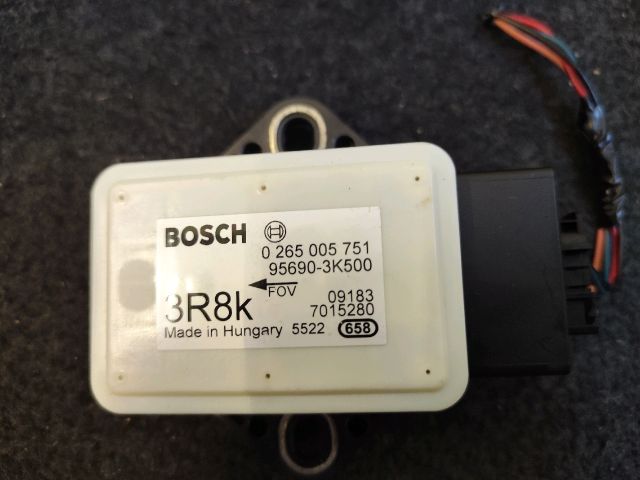 BOSCH
0 265 005 751
95690-3K500
FOV
3R8k
09183
7015280
Made in Hungary 5522 658